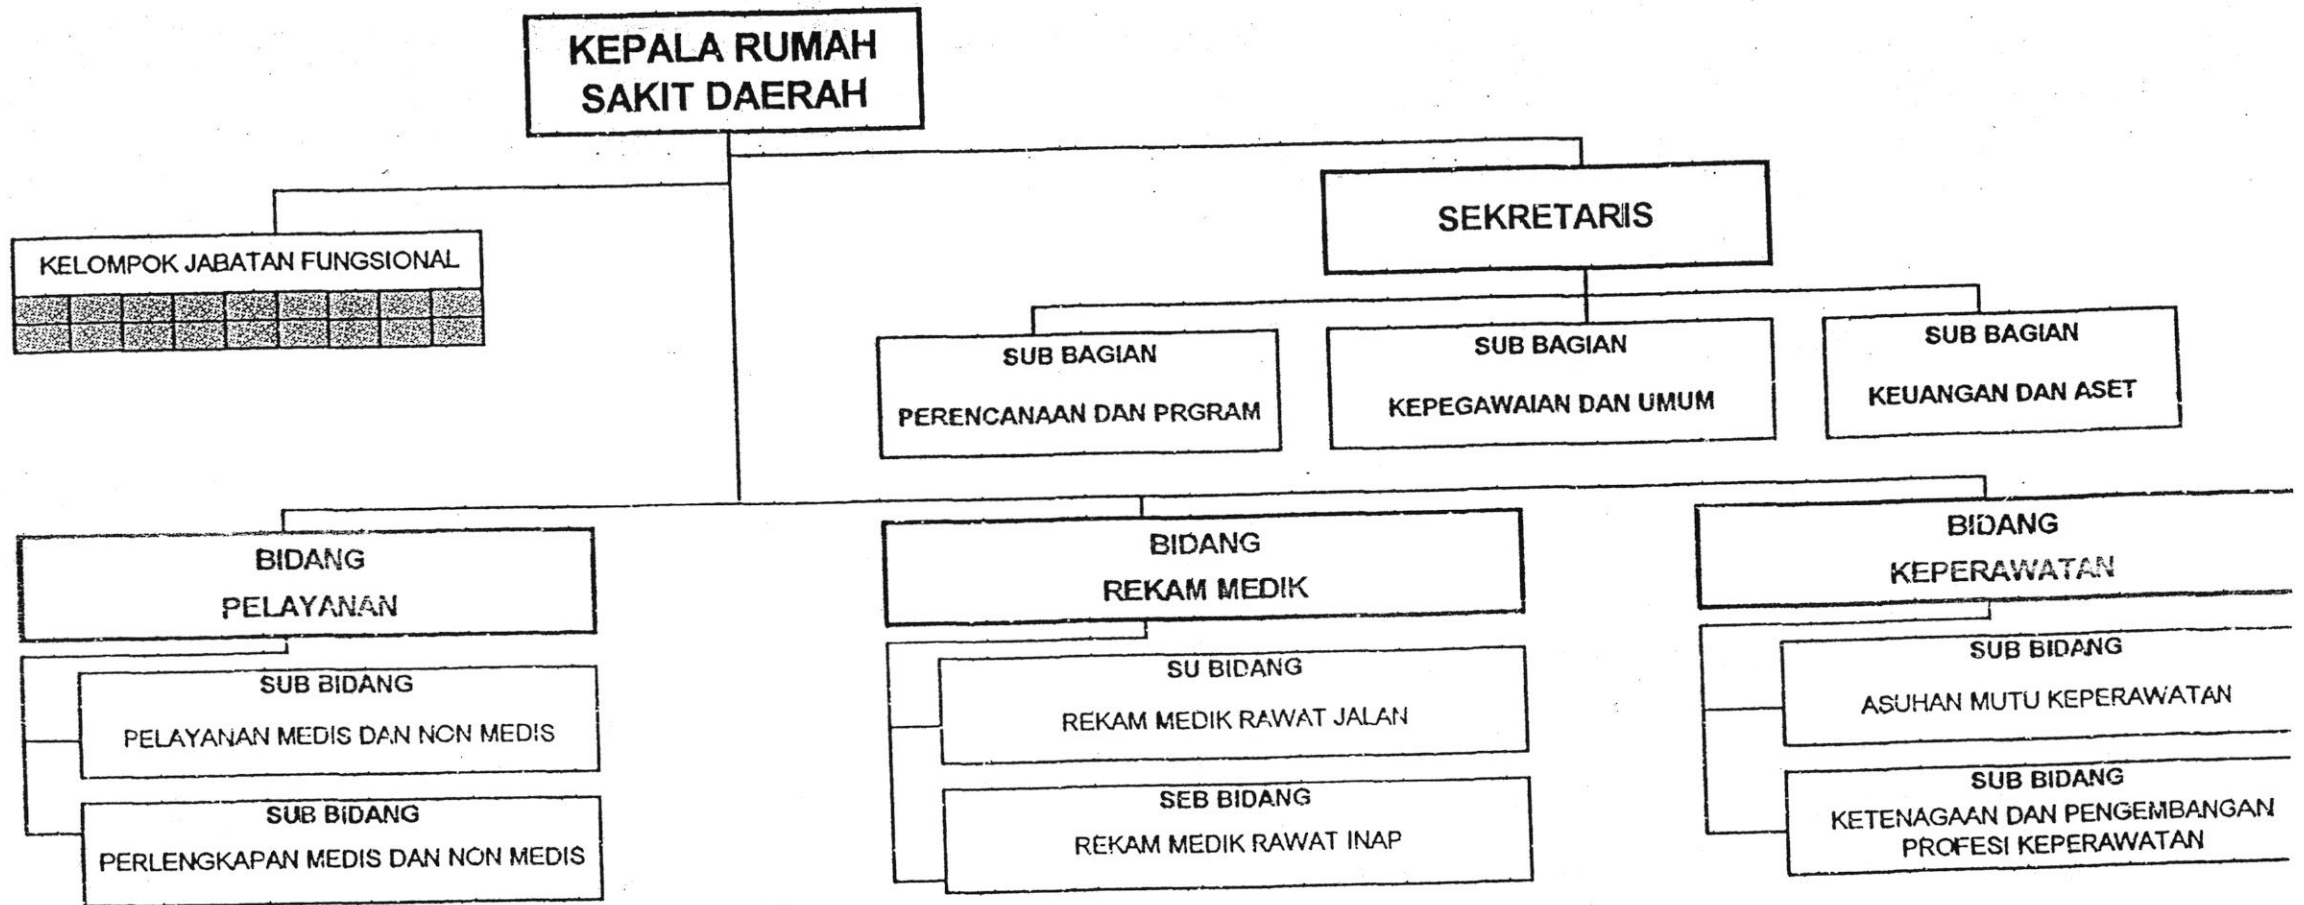 KEPALA RUMAH
SAKIT DAERAH
SEKRETARIS
KELOMPOK JABATAN FUNGSIONAL
SUB BAGIAN
PERENCANAAN DAN PRGRAM
SUB BAGIAN
KEPEGAWAIAN DAN UMUM
SUB BAGIAN
KEUANGAN DAN ASET
BIDANG
PELAYANAN
BIDANG
REKAM MEDIK
BIDANG
KEPERAWATAN
SUB BIDANG
PELAYANAN MEDIS DAN NON MEDIS
SUB BIDANG
PERLENGKAPAN MEDIS DAN NON MEDIS
SU BIDANG
REKAM MEDIK RAWAT JALAN
SEB BIDANG
REKAM MEDIK RAWAT INAP
SUB BIDANG
ASUHAN MUTU KEPERAWATAN
SUB BIDANG
KETENAGAAN DAN PENGEMBANGAN
PROFESI KEPERAWATAN